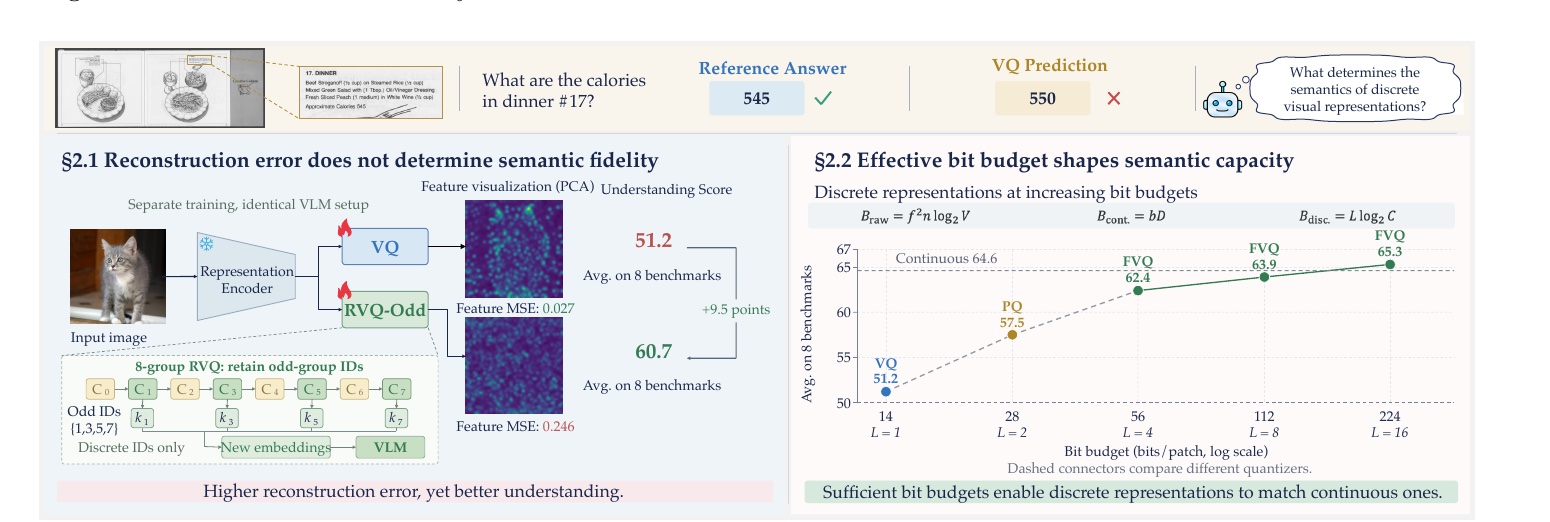 17. DINNER
Beef Stroganoff (⅔ cup) on Steamed Rice (½ cup)
Mixed Green Salad with (1 Tbsp.) Oil/Vinegar Dressing
Fresh Sliced Peach (1 medium) in White Wine (½ cup)
Approximate Calories 545
What are the calories
in dinner #17?
Reference Answer
545
VQ Prediction
550
What determines the
semantics of discrete
visual representations?
§2.1 Reconstruction error does not determine semantic fidelity
Separate training, identical VLM setup
Feature visualization (PCA)
Understanding Score
Input image
Representation
Encoder
VQ
RVQ-Odd
Feature MSE: 0.027
Feature MSE: 0.246
51.2
Avg. on 8 benchmarks
+9.5 points
60.7
Avg. on 8 benchmarks
8-group RVQ: retain odd-group IDs
C0 C1 C2 C3 C4 C5 C6 C7
Odd IDs
{1,3,5,7}
k1 k3 k5 k7
Discrete IDs only
New embeddings
VLM
Higher reconstruction error, yet better understanding.
§2.2 Effective bit budget shapes semantic capacity
Discrete representations at increasing bit budgets
B_raw = f²n log₂ V
B_cont. = bD
B_disc. = L log₂ C
Avg. on 8 benchmarks
67
65
60
55
50
Continuous 64.6
VQ
51.2
PQ
57.5
FVQ
62.4
FVQ
63.9
FVQ
65.3
14 28 56 112 224
L = 1 L = 2 L = 4 L = 8 L = 16
Bit budget (bits/patch, log scale)
Dashed connectors compare different quantizers.
Sufficient bit budgets enable discrete representations to match continuous ones.